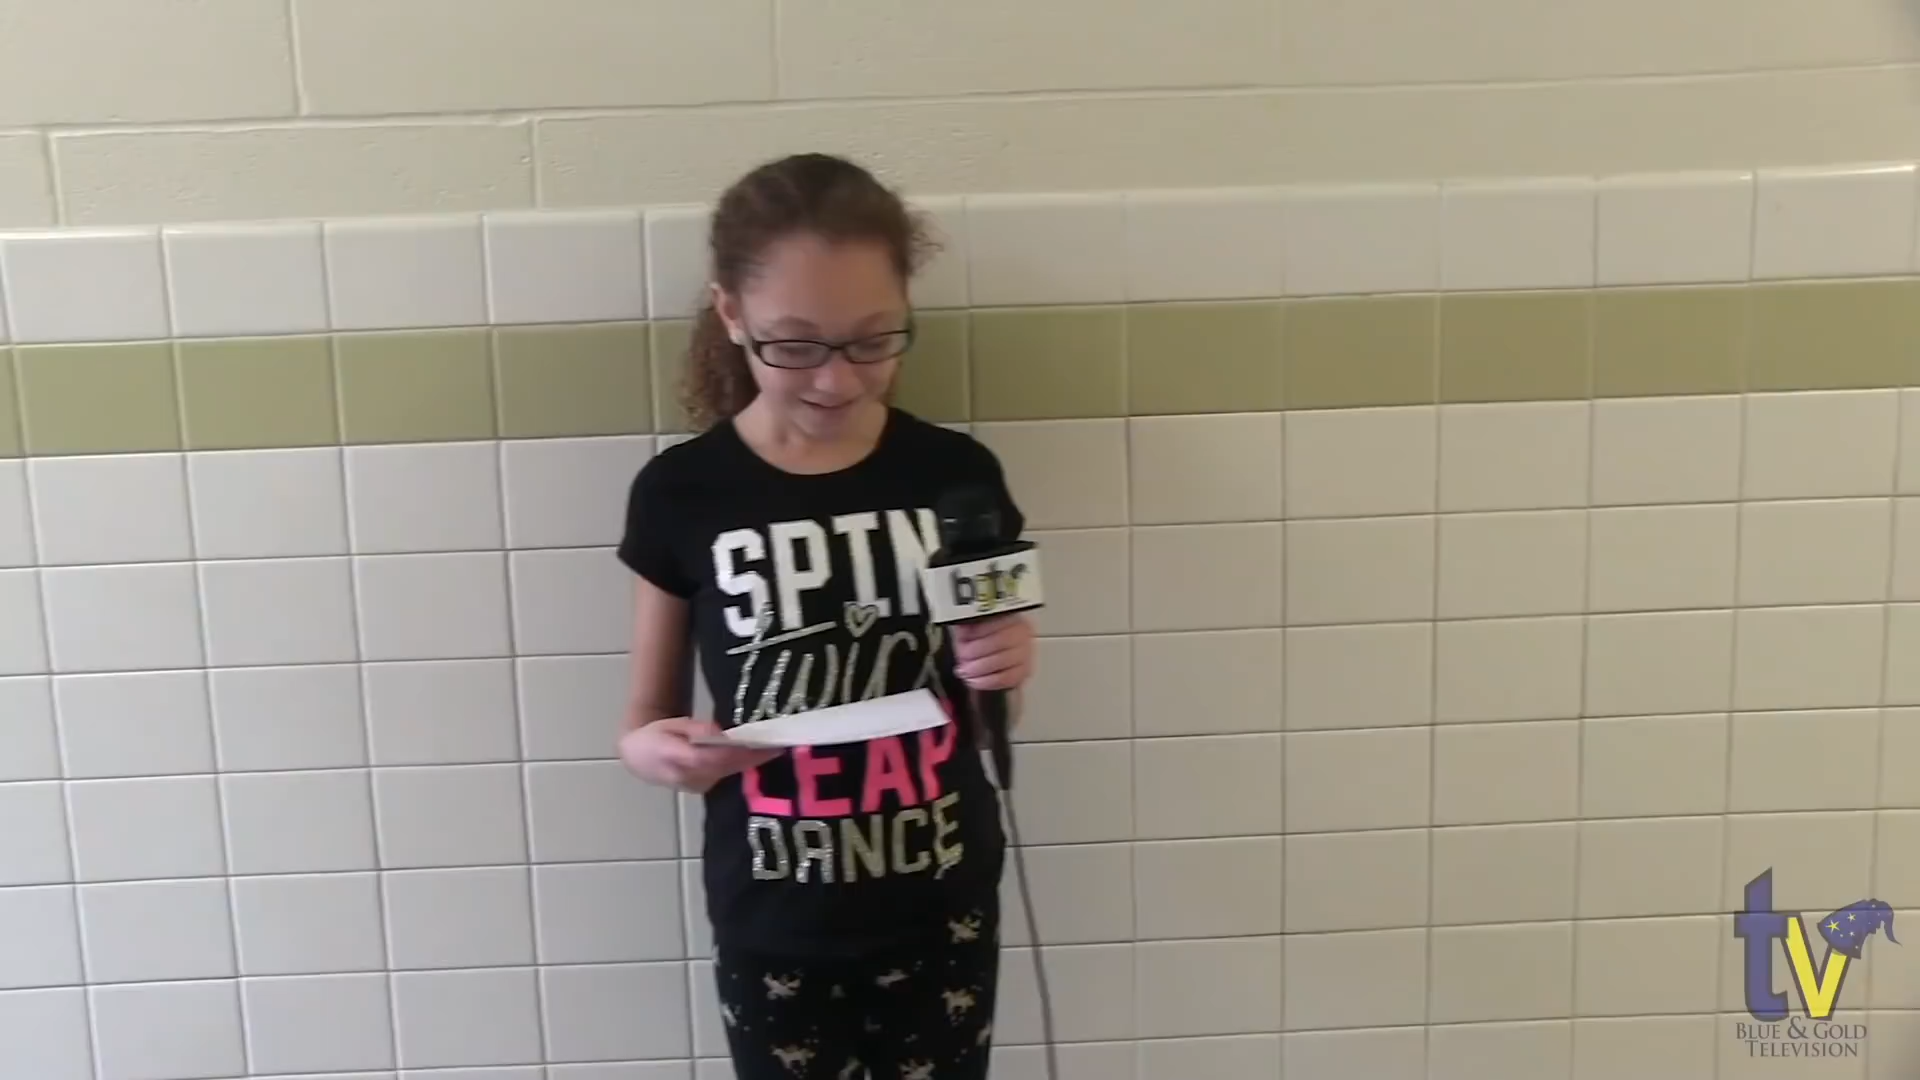 SPIN
twirl
LEAP
DANCE
bgtv
tv
BLUE & GOLD
TELEVISION